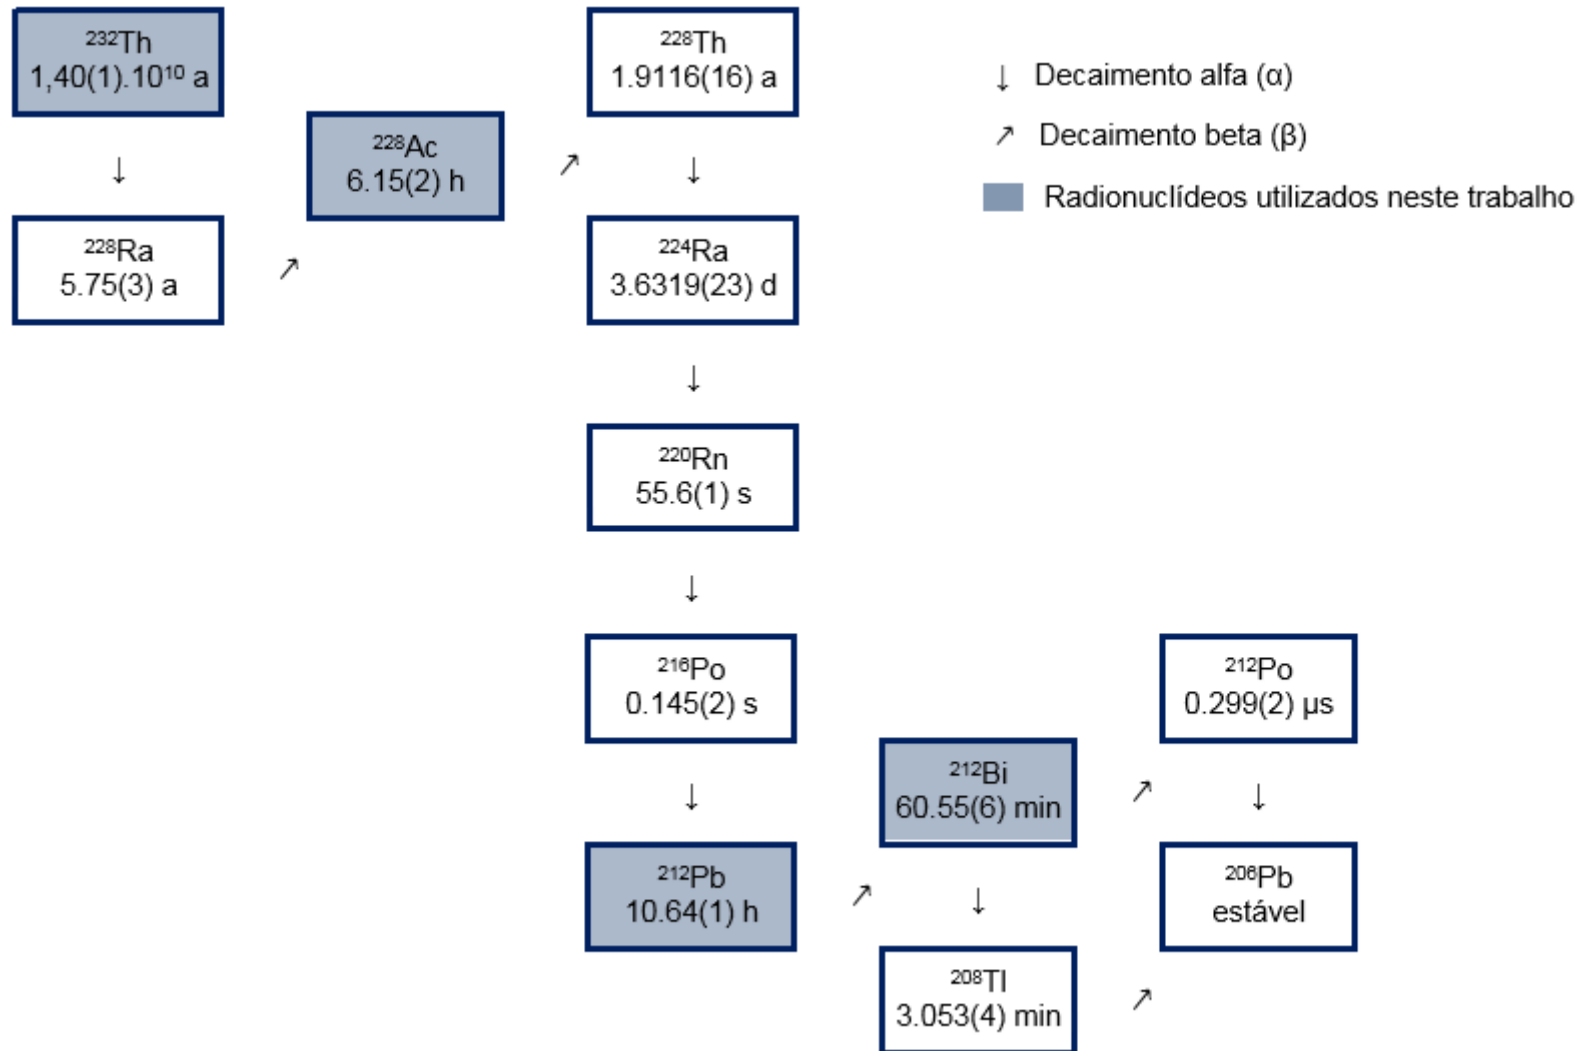 ²³²Th
1,40(1).10¹⁰ a
↓
²²⁸Ra
5.75(3) a
↗
²²⁸Ac
6.15(2) h
↗
²²⁸Th
1.9116(16) a
↓
²²⁴Ra
3.6319(23) d
↓
²²⁰Rn
55.6(1) s
↓
²¹⁶Po
0.145(2) s
↓
²¹²Pb
10.64(1) h
↗
²¹²Bi
60.55(6) min
↓
²⁰⁸Tl
3.053(4) min
↗
↗
²¹²Po
0.299(2) µs
↓
²⁰⁶Pb
estável
↓ Decaimento alfa (α)
↗ Decaimento beta (β)
Radionuclídeos utilizados neste trabalho